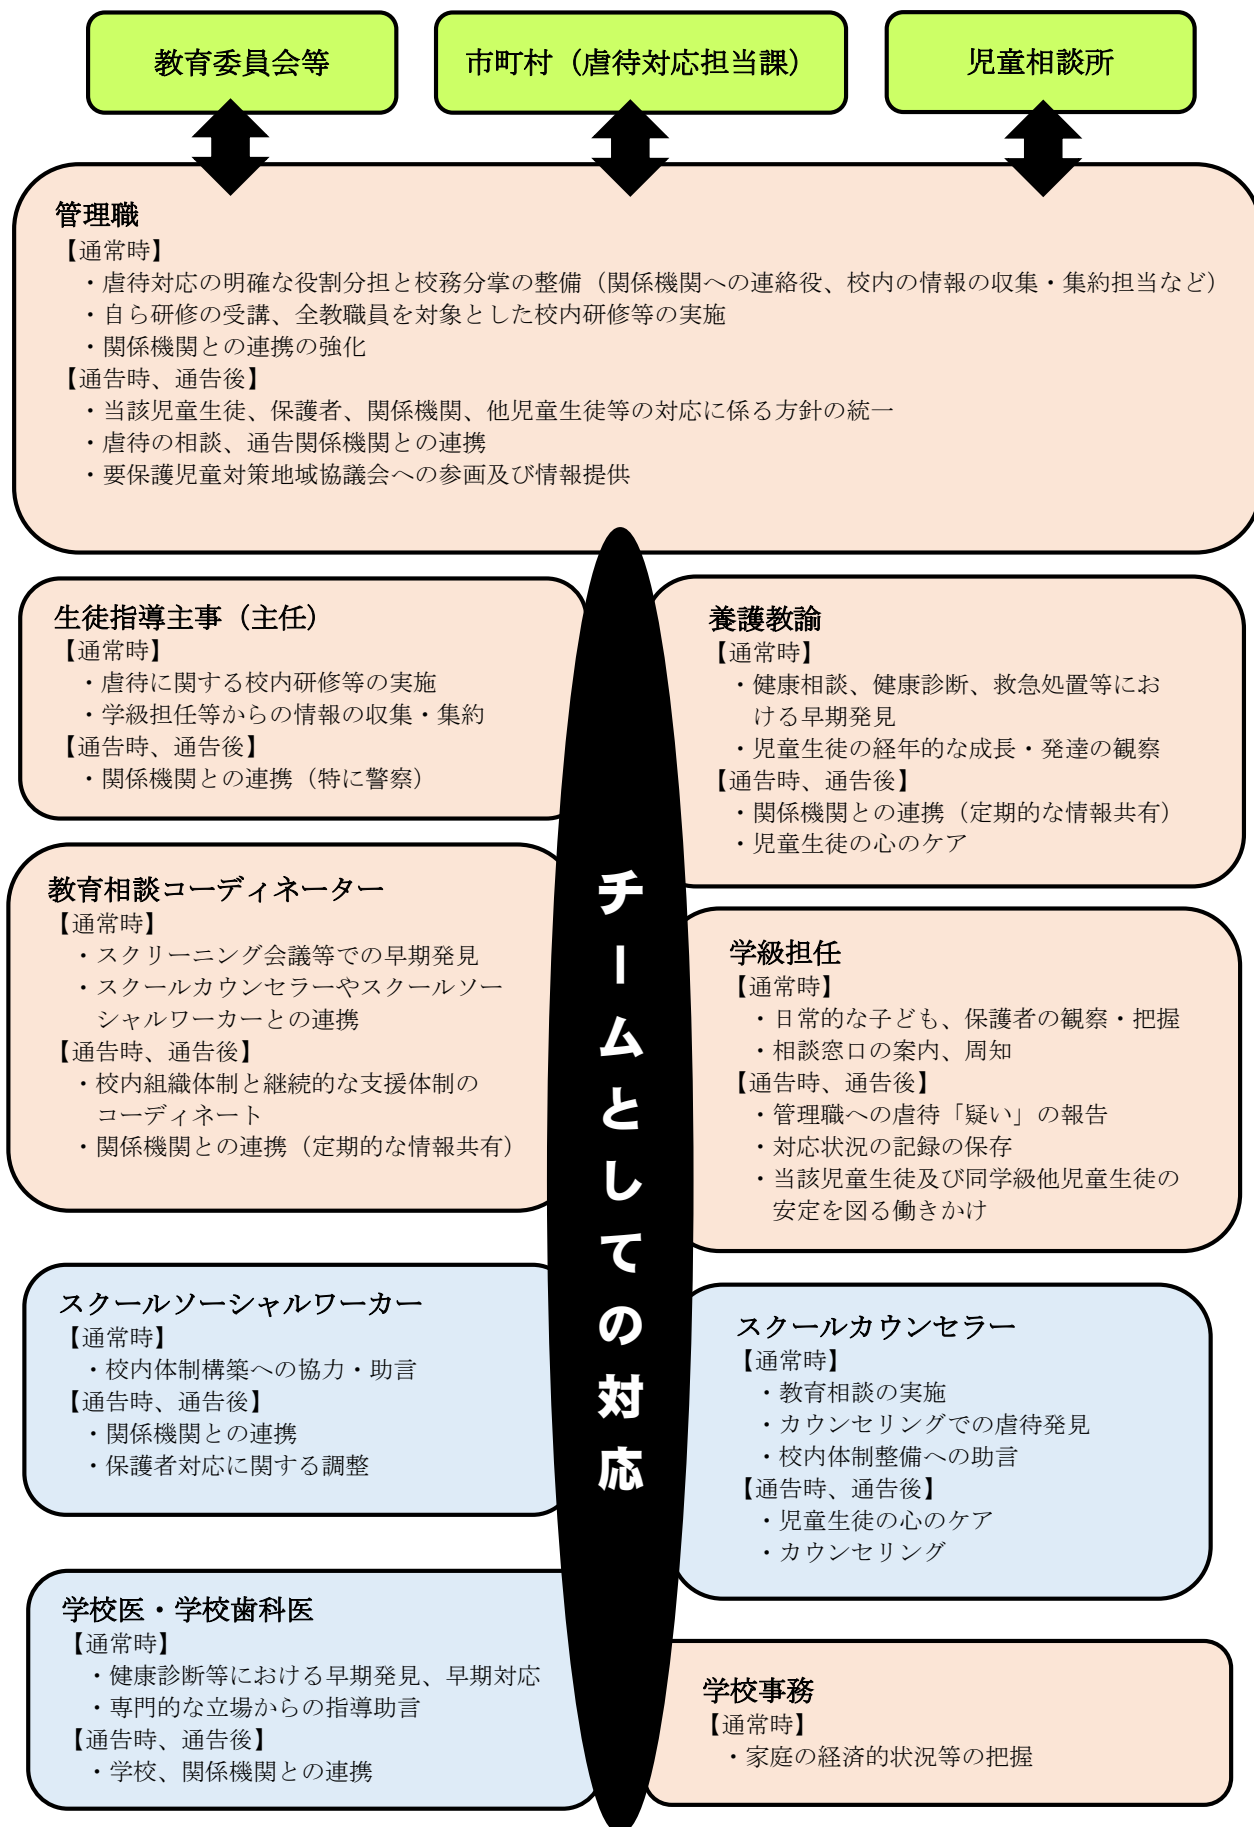 教育委員会等
市町村（虐待対応担当課）
児童相談所
管理職
【通常時】
・虐待対応の明確な役割分担と校務分掌の整備（関係機関への連絡役、校内の情報の収集・集約担当など）
・自ら研修の受講、全教職員を対象とした校内研修等の実施
・関係機関との連携の強化
【通告時、通告後】
・当該児童生徒、保護者、関係機関、他児童生徒等の対応に係る方針の統一
・虐待の相談、通告関係機関との連携
・要保護児童対策地域協議会への参画及び情報提供
生徒指導主事（主任）
【通常時】
・虐待に関する校内研修等の実施
・学級担任等からの情報の収集・集約
【通告時、通告後】
・関係機関との連携（特に警察）
養護教諭
【通常時】
・健康相談、健康診断、救急処置等にお
ける早期発見
・児童生徒の経年的な成長・発達の観察
【通告時、通告後】
・関係機関との連携（定期的な情報共有）
・児童生徒の心のケア
教育相談コーディネーター
【通常時】
・スクリーニング会議等での早期発見
・スクールカウンセラーやスクールソー
シャルワーカーとの連携
【通告時、通告後】
・校内組織体制と継続的な支援体制の
コーディネート
・関係機関との連携（定期的な情報共有）
学級担任
【通常時】
・日常的な子ども、保護者の観察・把握
・相談窓口の案内、周知
【通告時、通告後】
・管理職への虐待「疑い」の報告
・対応状況の記録の保存
・当該児童生徒及び同学級他児童生徒の
安定を図る働きかけ
チームとしての対応
スクールソーシャルワーカー
【通常時】
・校内体制構築への協力・助言
【通告時、通告後】
・関係機関との連携
・保護者対応に関する調整
スクールカウンセラー
【通常時】
・教育相談の実施
・カウンセリングでの虐待発見
・校内体制整備への助言
【通告時、通告後】
・児童生徒の心のケア
・カウンセリング
学校医・学校歯科医
【通常時】
・健康診断等における早期発見、早期対応
・専門的な立場からの指導助言
【通告時、通告後】
・学校、関係機関との連携
学校事務
【通常時】
・家庭の経済的状況等の把握